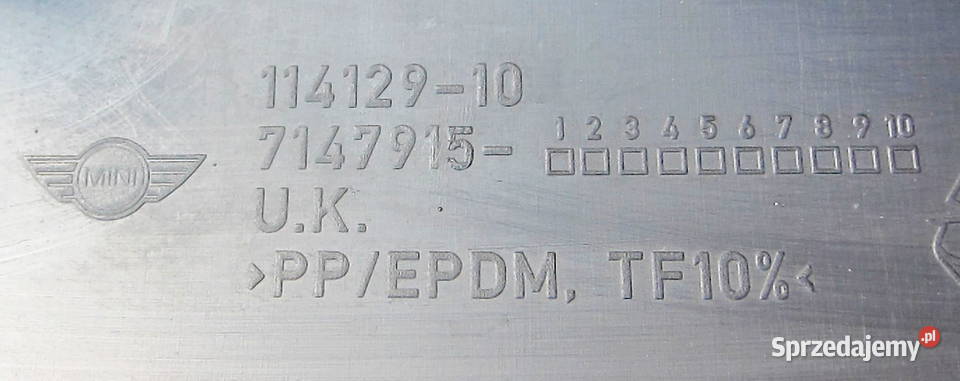 114129-10
1 2 3 4 5 6 7 8 9 10
7147915-
MINI
U.K.
>PP/EPDM, TF10%<
Sprzedajemy.pl